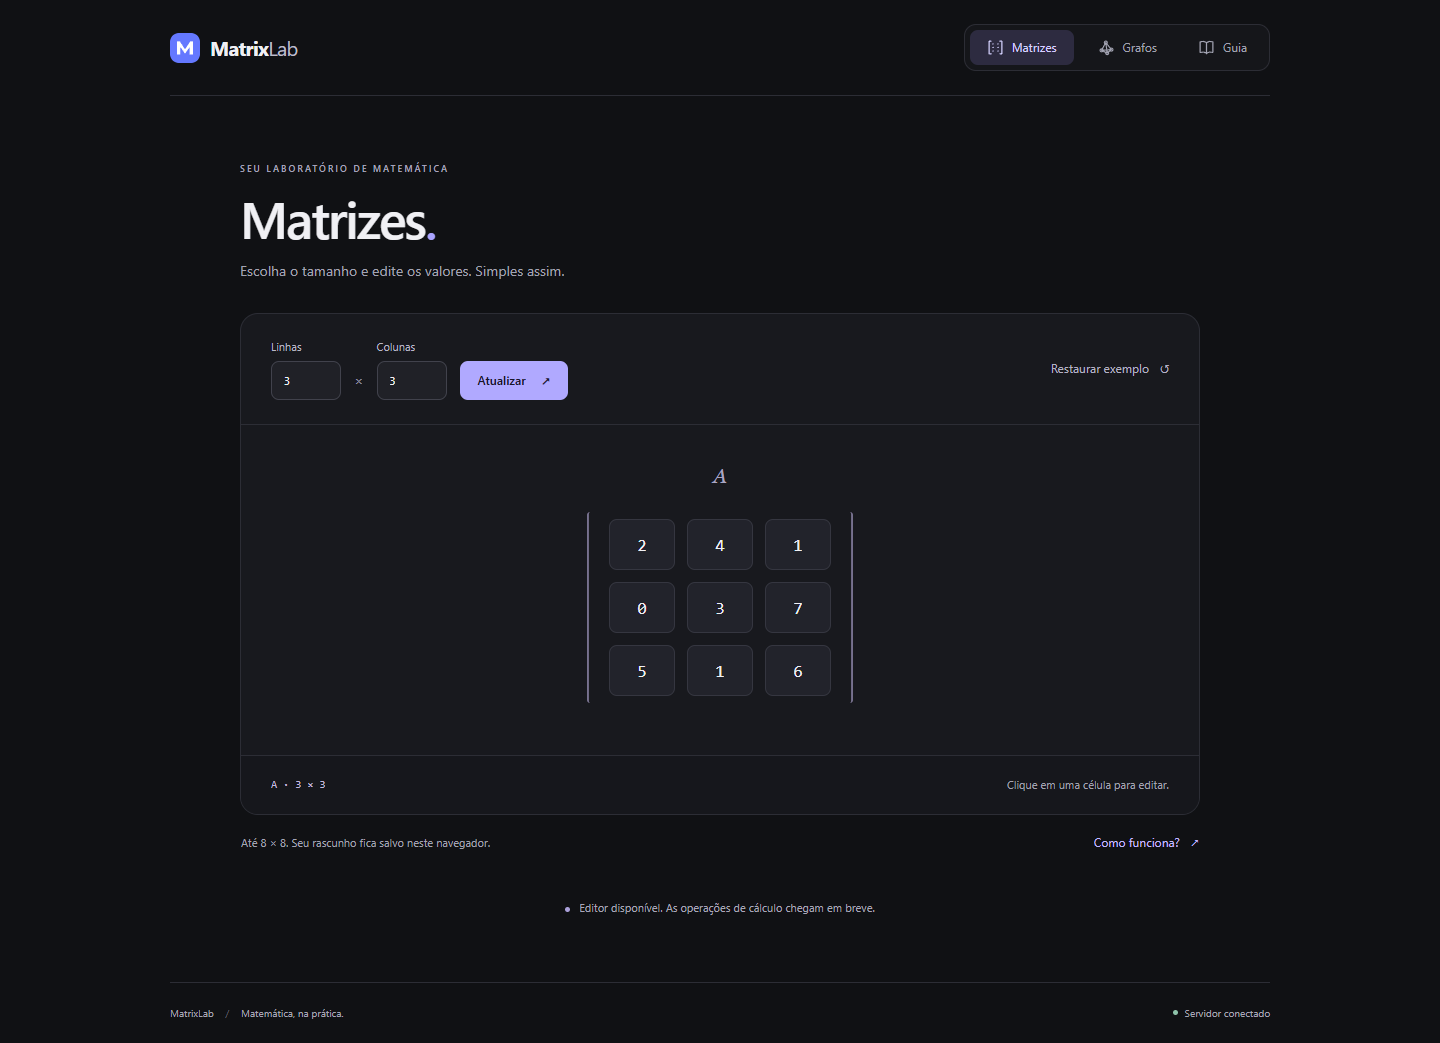 MatrixLab
Matrizes Grafos Guia
SEU LABORATÓRIO DE MATEMÁTICA
Matrizes.
Escolha o tamanho e edite os valores. Simples assim.
Linhas Colunas
3 × 3 Atualizar ↗ Restaurar exemplo ↺
A
2 4 1
0 3 7
5 1 6
A · 3 × 3 Clique em uma célula para editar.
Até 8 × 8. Seu rascunho fica salvo neste navegador. Como funciona? ↗
Editor disponível. As operações de cálculo chegam em breve.
MatrixLab / Matemática, na prática. Servidor conectado